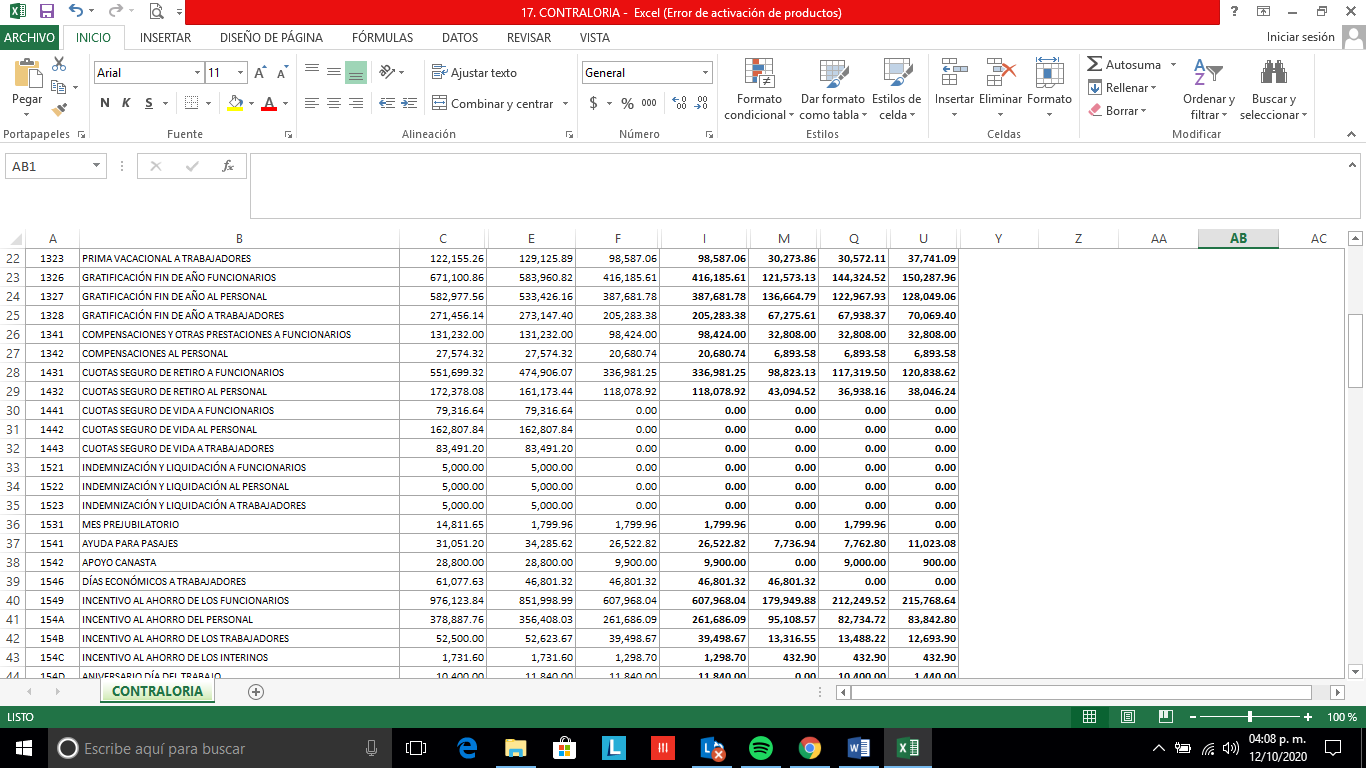 17. CONTRALORIA - Excel (Error de activación de productos)
ARCHIVO INICIO INSERTAR DISEÑO DE PÁGINA FÓRMULAS DATOS REVISAR VISTA Iniciar sesión
Pegar
Portapapeles
Arial 11
N K S
Fuente
Ajustar texto
Combinar y centrar
Alineación
General
$ % 000
Número
Formato condicional
Dar formato como tabla
Estilos de celda
Estilos
Insertar Eliminar Formato
Celdas
Autosuma
Rellenar
Borrar
Ordenar y filtrar
Buscar y seleccionar
Modificar
AB1 fx
A B C E F I M Q U Y Z AA AB AC
22 1323 PRIMA VACACIONAL A TRABAJADORES 122,155.26 129,125.89 98,587.06 98,587.06 30,273.86 30,572.11 37,741.09
23 1326 GRATIFICACIÓN FIN DE AÑO FUNCIONARIOS 671,100.86 583,960.82 416,185.61 416,185.61 121,573.13 144,324.52 150,287.96
24 1327 GRATIFICACIÓN FIN DE AÑO AL PERSONAL 582,977.56 533,426.16 387,681.78 387,681.78 136,664.79 122,967.93 128,049.06
25 1328 GRATIFICACIÓN FIN DE AÑO A TRABAJADORES 271,456.14 273,147.40 205,283.38 205,283.38 67,275.61 67,938.37 70,069.40
26 1341 COMPENSACIONES Y OTRAS PRESTACIONES A FUNCIONARIOS 131,232.00 131,232.00 98,424.00 98,424.00 32,808.00 32,808.00 32,808.00
27 1342 COMPENSACIONES AL PERSONAL 27,574.32 27,574.32 20,680.74 20,680.74 6,893.58 6,893.58 6,893.58
28 1431 CUOTAS SEGURO DE RETIRO A FUNCIONARIOS 551,699.32 474,906.07 336,981.25 336,981.25 98,823.13 117,319.50 120,838.62
29 1432 CUOTAS SEGURO DE RETIRO AL PERSONAL 172,378.08 161,173.44 118,078.92 118,078.92 43,094.52 36,938.16 38,046.24
30 1441 CUOTAS SEGURO DE VIDA A FUNCIONARIOS 79,316.64 79,316.64 0.00 0.00 0.00 0.00 0.00
31 1442 CUOTAS SEGURO DE VIDA AL PERSONAL 162,807.84 162,807.84 0.00 0.00 0.00 0.00 0.00
32 1443 CUOTAS SEGURO DE VIDA A TRABAJADORES 83,491.20 83,491.20 0.00 0.00 0.00 0.00 0.00
33 1521 INDEMNIZACIÓN Y LIQUIDACIÓN A FUNCIONARIOS 5,000.00 5,000.00 0.00 0.00 0.00 0.00 0.00
34 1522 INDEMNIZACIÓN Y LIQUIDACIÓN AL PERSONAL 5,000.00 5,000.00 0.00 0.00 0.00 0.00 0.00
35 1523 INDEMNIZACIÓN Y LIQUIDACIÓN A TRABAJADORES 5,000.00 5,000.00 0.00 0.00 0.00 0.00 0.00
36 1531 MES PREJUBILATORIO 14,811.65 1,799.96 1,799.96 1,799.96 0.00 1,799.96 0.00
37 1541 AYUDA PARA PASAJES 31,051.20 34,285.62 26,522.82 26,522.82 7,736.94 7,762.80 11,023.08
38 1542 APOYO CANASTA 28,800.00 28,800.00 9,900.00 9,900.00 0.00 9,000.00 900.00
39 1546 DÍAS ECONÓMICOS A TRABAJADORES 61,077.63 46,801.32 46,801.32 46,801.32 46,801.32 0.00 0.00
40 1549 INCENTIVO AL AHORRO DE LOS FUNCIONARIOS 976,123.84 851,998.99 607,968.04 607,968.04 179,949.88 212,249.52 215,768.64
41 154A INCENTIVO AL AHORRO DEL PERSONAL 378,887.76 356,408.03 261,686.09 261,686.09 95,108.57 82,734.72 83,842.80
42 154B INCENTIVO AL AHORRO DE LOS TRABAJADORES 52,500.00 52,623.67 39,498.67 39,498.67 13,316.55 13,488.22 12,693.90
43 154C INCENTIVO AL AHORRO DE LOS INTERINOS 1,731.60 1,731.60 1,298.70 1,298.70 432.90 432.90 432.90
44 154D ANIVERSARIO DÍA DEL TRABAJO 10,400.00 11,840.00 11,840.00 11,840.00 0.00 10,400.00 1,440.00
CONTRALORIA
LISTO 100 %
Escribe aquí para buscar
04:08 p. m.
12/10/2020